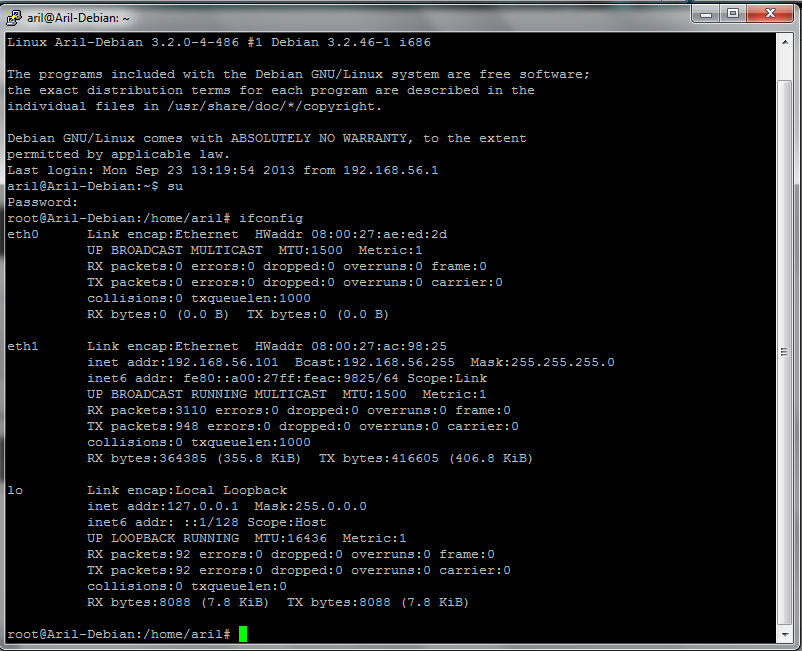 aril@Aril-Debian: ~
Linux Aril-Debian 3.2.0-4-486 #1 Debian 3.2.46-1 i686
The programs included with the Debian GNU/Linux system are free software;
the exact distribution terms for each program are described in the
individual files in /usr/share/doc/*/copyright.
Debian GNU/Linux comes with ABSOLUTELY NO WARRANTY, to the extent
permitted by applicable law.
Last login: Mon Sep 23 13:19:54 2013 from 192.168.56.1
aril@Aril-Debian:~$ su
Password:
root@Aril-Debian:/home/aril# ifconfig
eth0      Link encap:Ethernet  HWaddr 08:00:27:ae:ed:2d
          UP BROADCAST MULTICAST  MTU:1500  Metric:1
          RX packets:0 errors:0 dropped:0 overruns:0 frame:0
          TX packets:0 errors:0 dropped:0 overruns:0 carrier:0
          collisions:0 txqueuelen:1000
          RX bytes:0 (0.0 B)  TX bytes:0 (0.0 B)
eth1      Link encap:Ethernet  HWaddr 08:00:27:ac:98:25
          inet addr:192.168.56.101  Bcast:192.168.56.255  Mask:255.255.255.0
          inet6 addr: fe80::a00:27ff:feac:9825/64 Scope:Link
          UP BROADCAST RUNNING MULTICAST  MTU:1500  Metric:1
          RX packets:3110 errors:0 dropped:0 overruns:0 frame:0
          TX packets:948 errors:0 dropped:0 overruns:0 carrier:0
          collisions:0 txqueuelen:1000
          RX bytes:364385 (355.8 KiB)  TX bytes:416605 (406.8 KiB)
lo        Link encap:Local Loopback
          inet addr:127.0.0.1  Mask:255.0.0.0
          inet6 addr: ::1/128 Scope:Host
          UP LOOPBACK RUNNING  MTU:16436  Metric:1
          RX packets:92 errors:0 dropped:0 overruns:0 frame:0
          TX packets:92 errors:0 dropped:0 overruns:0 carrier:0
          collisions:0 txqueuelen:0
          RX bytes:8088 (7.8 KiB)  TX bytes:8088 (7.8 KiB)
root@Aril-Debian:/home/aril#